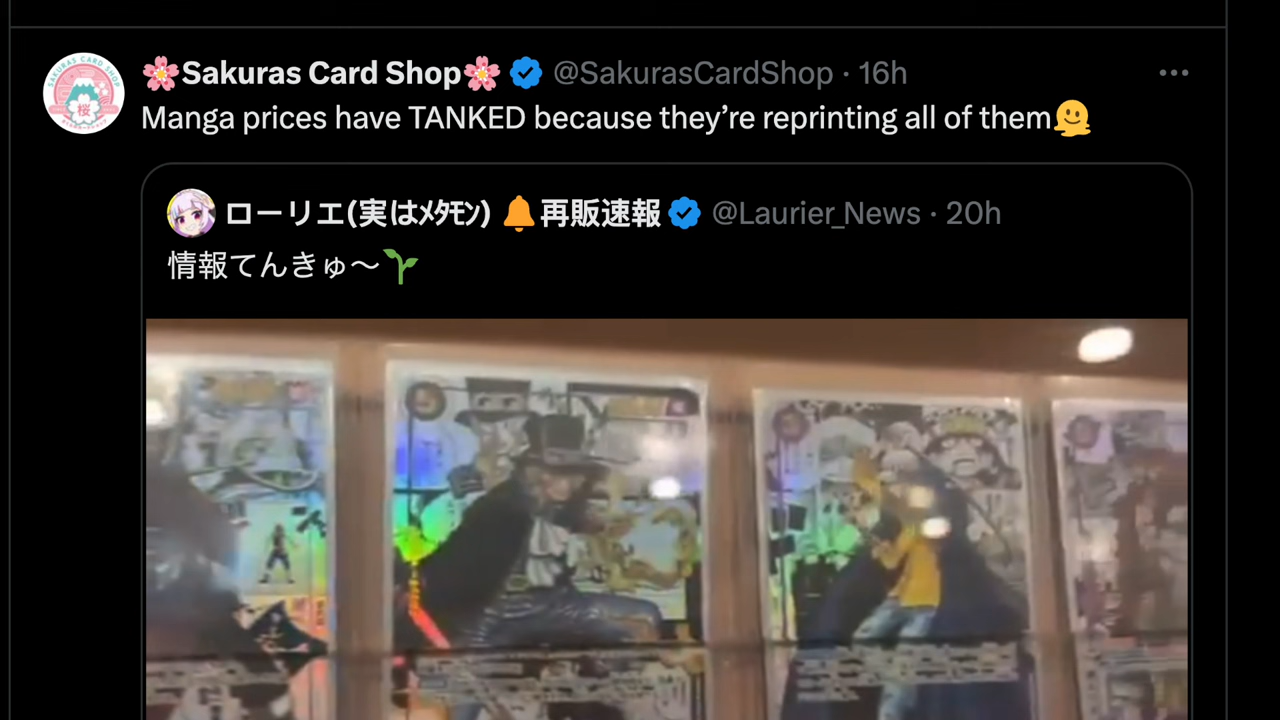 🌸Sakuras Card Shop🌸 @SakurasCardShop · 16h
Manga prices have TANKED because they’re reprinting all of them🫠
ローリエ(実はﾒﾀﾓﾝ) 🔔再販速報 @Laurier_News · 20h
情報てんきゅ〜🌱